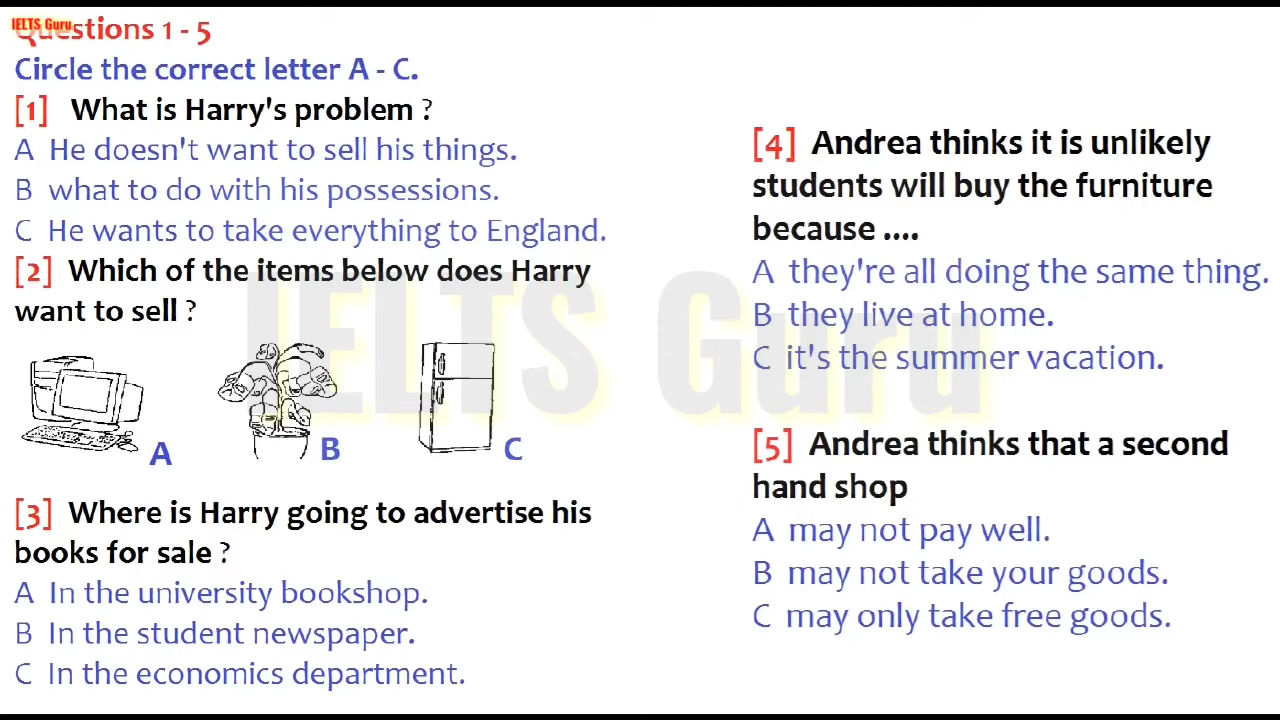 IELTS Guru
Questions 1 - 5
Circle the correct letter A - C.
[1] What is Harry's problem ?
A He doesn't want to sell his things.
B what to do with his possessions.
C He wants to take everything to England.
[2] Which of the items below does Harry
want to sell ?
A
B
C
[3] Where is Harry going to advertise his
books for sale ?
A In the university bookshop.
B In the student newspaper.
C In the economics department.
[4] Andrea thinks it is unlikely
students will buy the furniture
because ....
A they're all doing the same thing.
B they live at home.
C it's the summer vacation.
[5] Andrea thinks that a second
hand shop
A may not pay well.
B may not take your goods.
C may only take free goods.
IELTS Guru